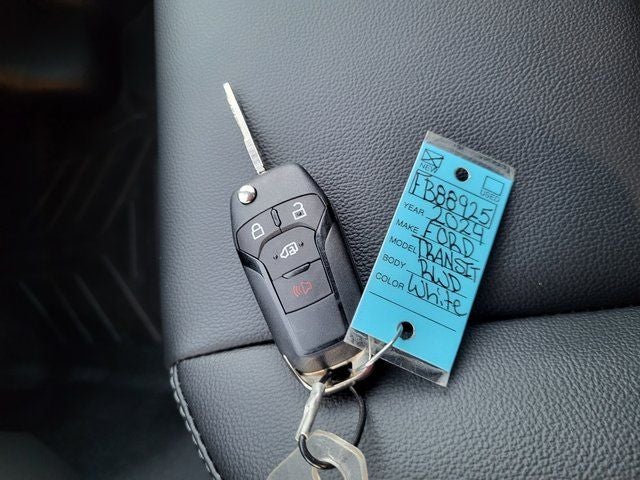 NEW USED
FB88925
YEAR 2024
MAKE FORD
MODEL TRANSIT
BODY RWD
COLOR White